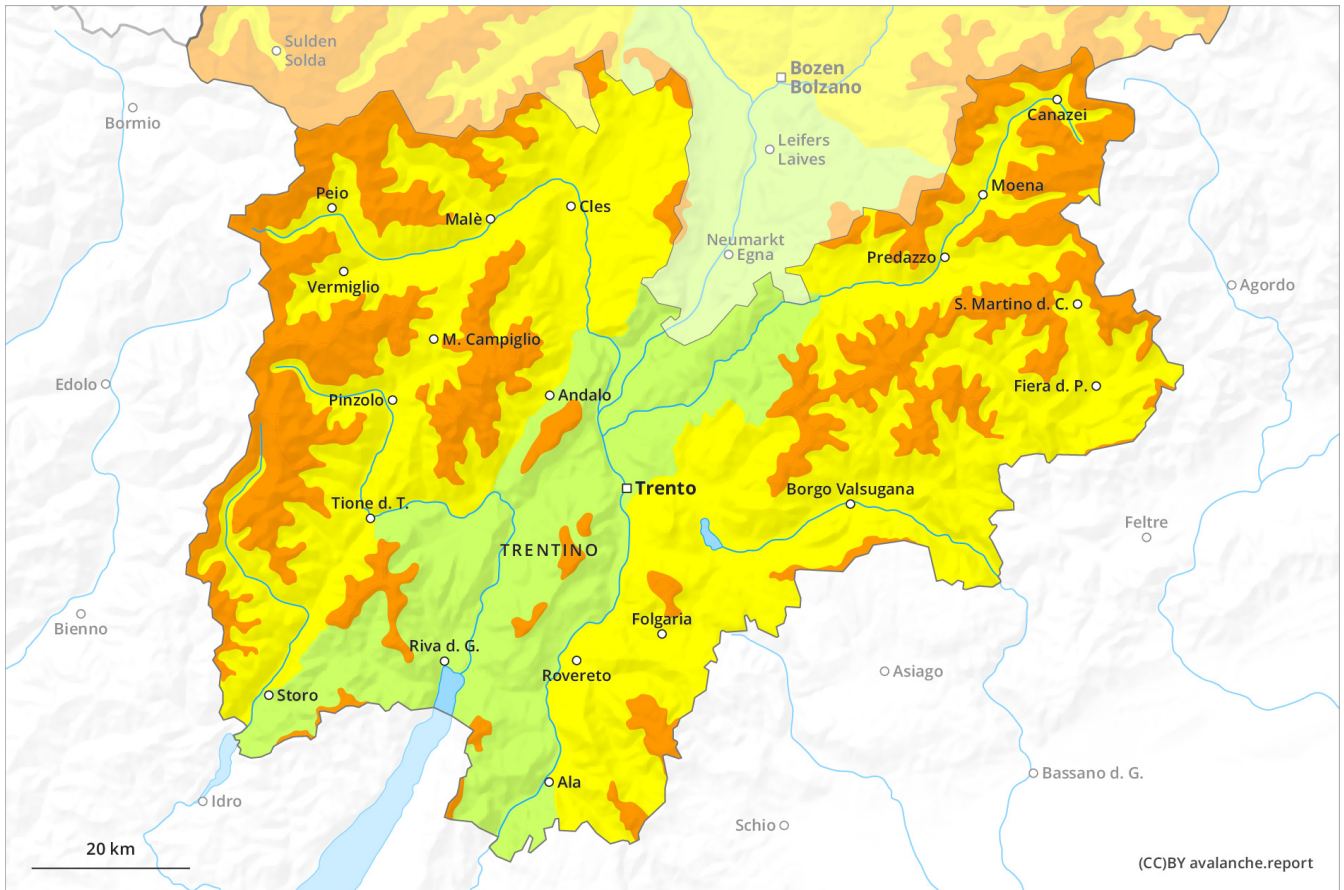 Sulden
Solda
Bozen
Bolzano
Bormio
Canazei
Leifers
Laives
Peio
Moena
Malè
Cles
Neumarkt
Egna
Predazzo
Vermiglio
Agordo
S. Martino d. C.
M. Campiglio
Edolo
Fiera d. P.
Pinzolo
Andalo
Trento
Borgo Valsugana
Tione d. T.
Feltre
TRENTINO
Bienno
Folgaria
Riva d. G.
Rovereto
Asiago
Storo
Ala
Bassano d. G.
Idro
Schio
20 km
(CC)BY avalanche.report